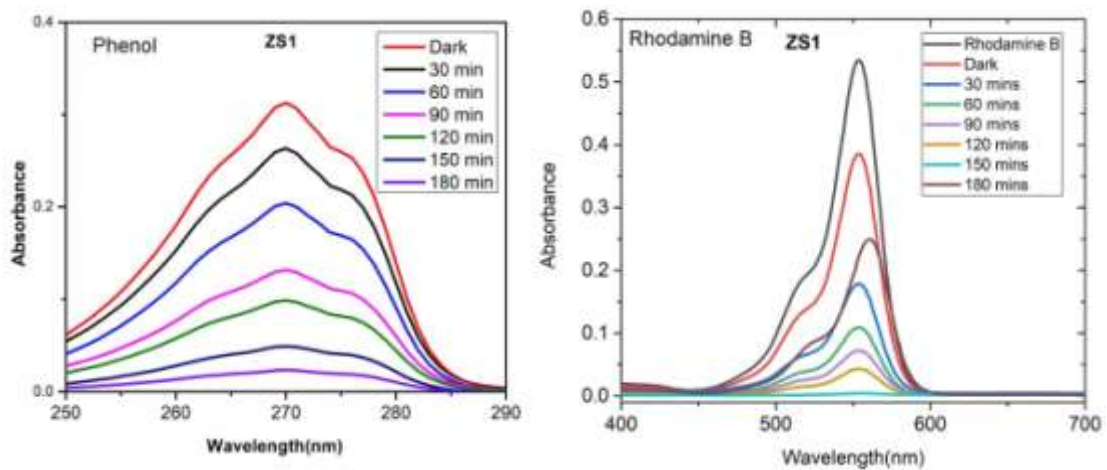 Phenol
ZS1
Dark
30 min
60 min
90 min
120 min
150 min
180 min
0.4
0.2
0.0
Absorbance
250
260
270
280
290
Wavelength(nm)
Rhodamine B
ZS1
Rhodamine B
Dark
30 mins
60 mins
90 mins
120 mins
150 mins
180 mins
0.6
0.5
0.4
0.3
0.2
0.1
0.0
Absorbance
400
500
600
700
Wavelength(nm)